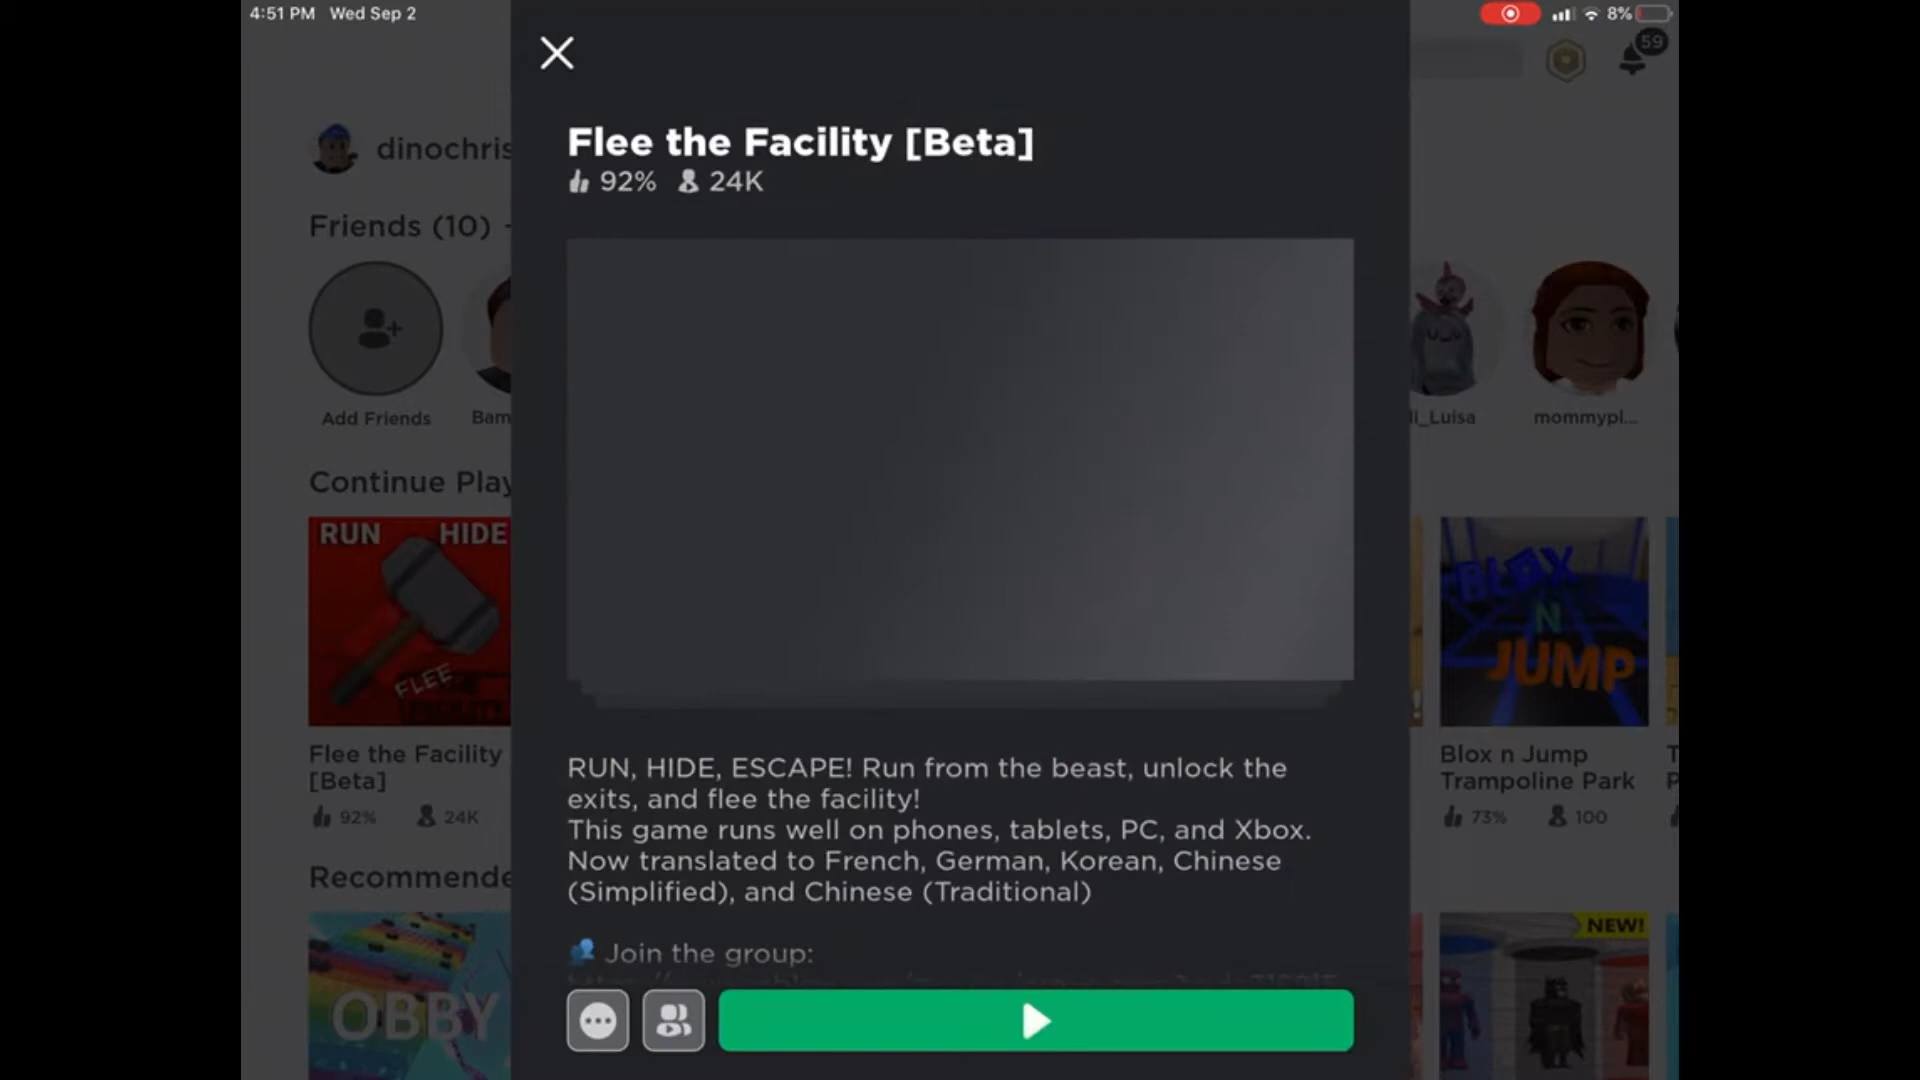 4:51 PM Wed Sep 2
8%
59
dinochris
Flee the Facility [Beta]
92% 24K
Friends (10)
Add Friends
Bam
li_Luisa
mommypl...
Continue Play
RUN HIDE
FLEE
FACILITY
Flee the Facility
[Beta]
92% 24K
BLOX
N
JUMP
Blox n Jump
Trampoline Park
73% 100
RUN, HIDE, ESCAPE! Run from the beast, unlock the
exits, and flee the facility!
This game runs well on phones, tablets, PC, and Xbox.
Now translated to French, German, Korean, Chinese
(Simplified), and Chinese (Traditional)
Join the group:
Recommende
OBBY
NEW!